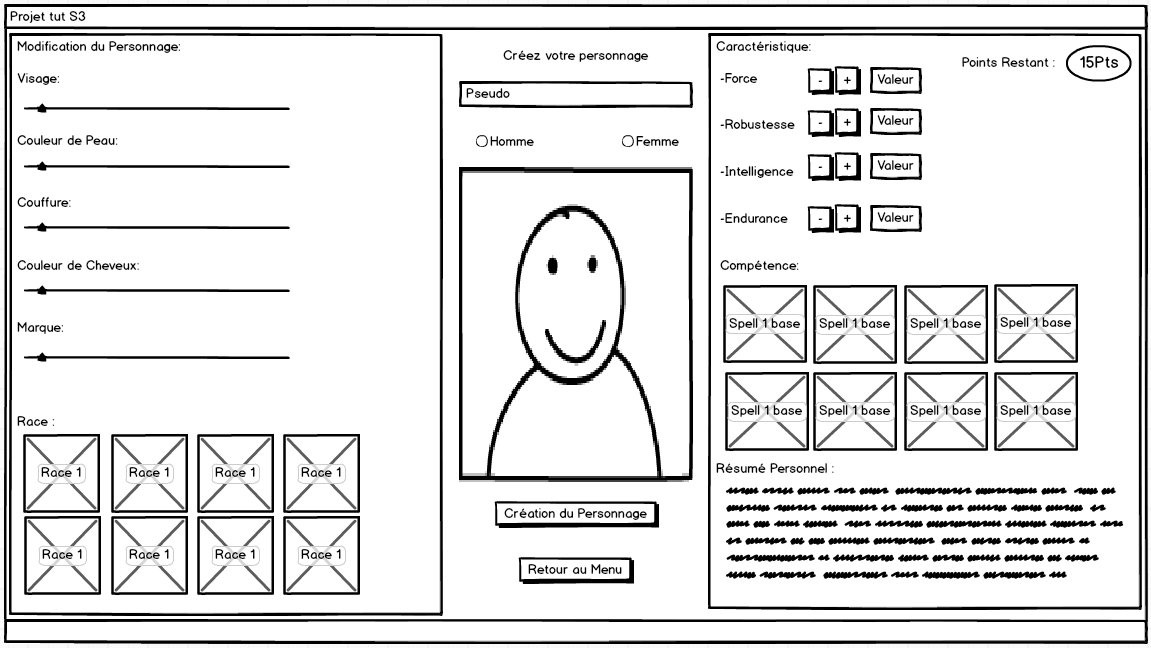 Projet tut S3
Modification du Personnage:
Visage:
Couleur de Peau:
Couffure:
Couleur de Cheveux:
Marque:
Race :
Race 1 Race 1 Race 1 Race 1
Race 1 Race 1 Race 1 Race 1
Créez votre personnage
Pseudo
Homme Femme
Création du Personnage
Retour au Menu
Caractéristique:
Points Restant : 15Pts
-Force - + Valeur
-Robustesse - + Valeur
-Intelligence - + Valeur
-Endurance - + Valeur
Compétence:
Spell 1 base Spell 1 base Spell 1 base Spell 1 base
Spell 1 base Spell 1 base Spell 1 base Spell 1 base
Résumé Personnel :